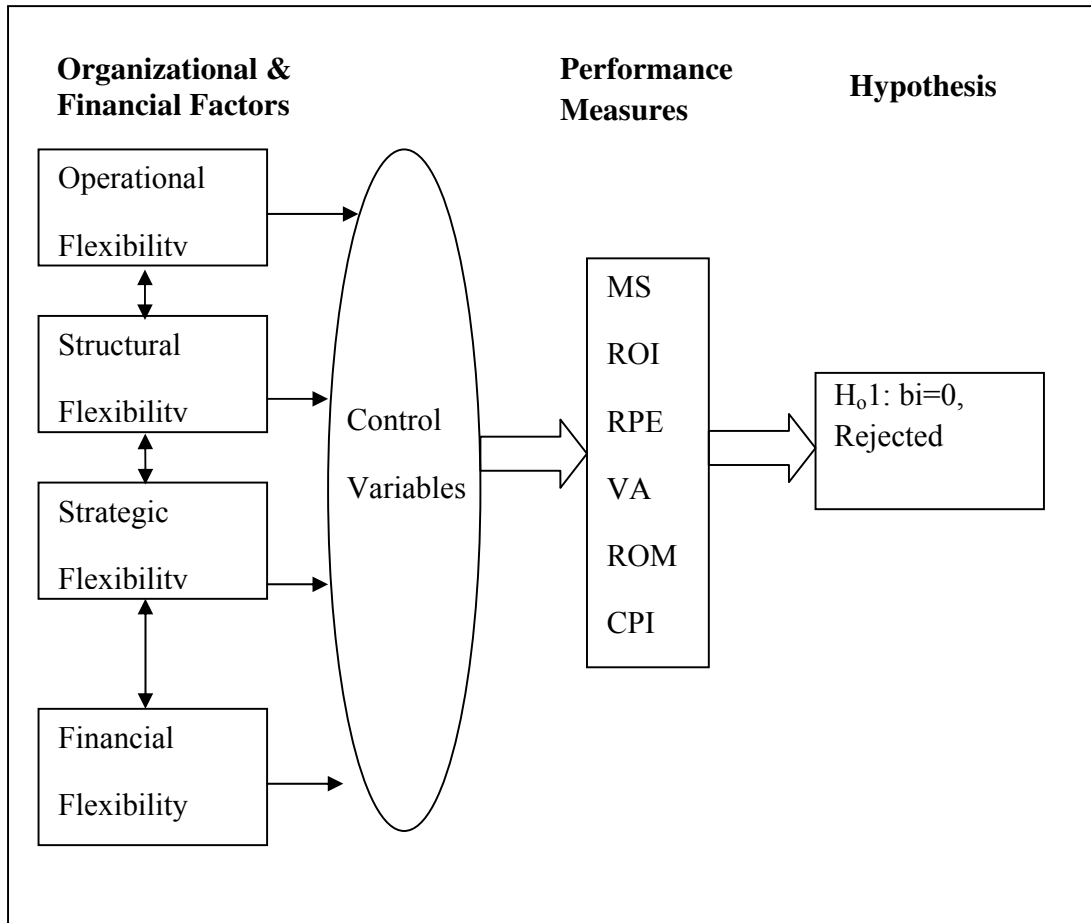 Organizational &
Financial Factors
Performance
Measures
Hypothesis
Operational
Flexibility
Structural
Flexibility
Strategic
Flexibility
Financial
Flexibility
Control
Variables
MS
ROI
RPE
VA
ROM
CPI
Hₒ1: bi=0,
Rejected